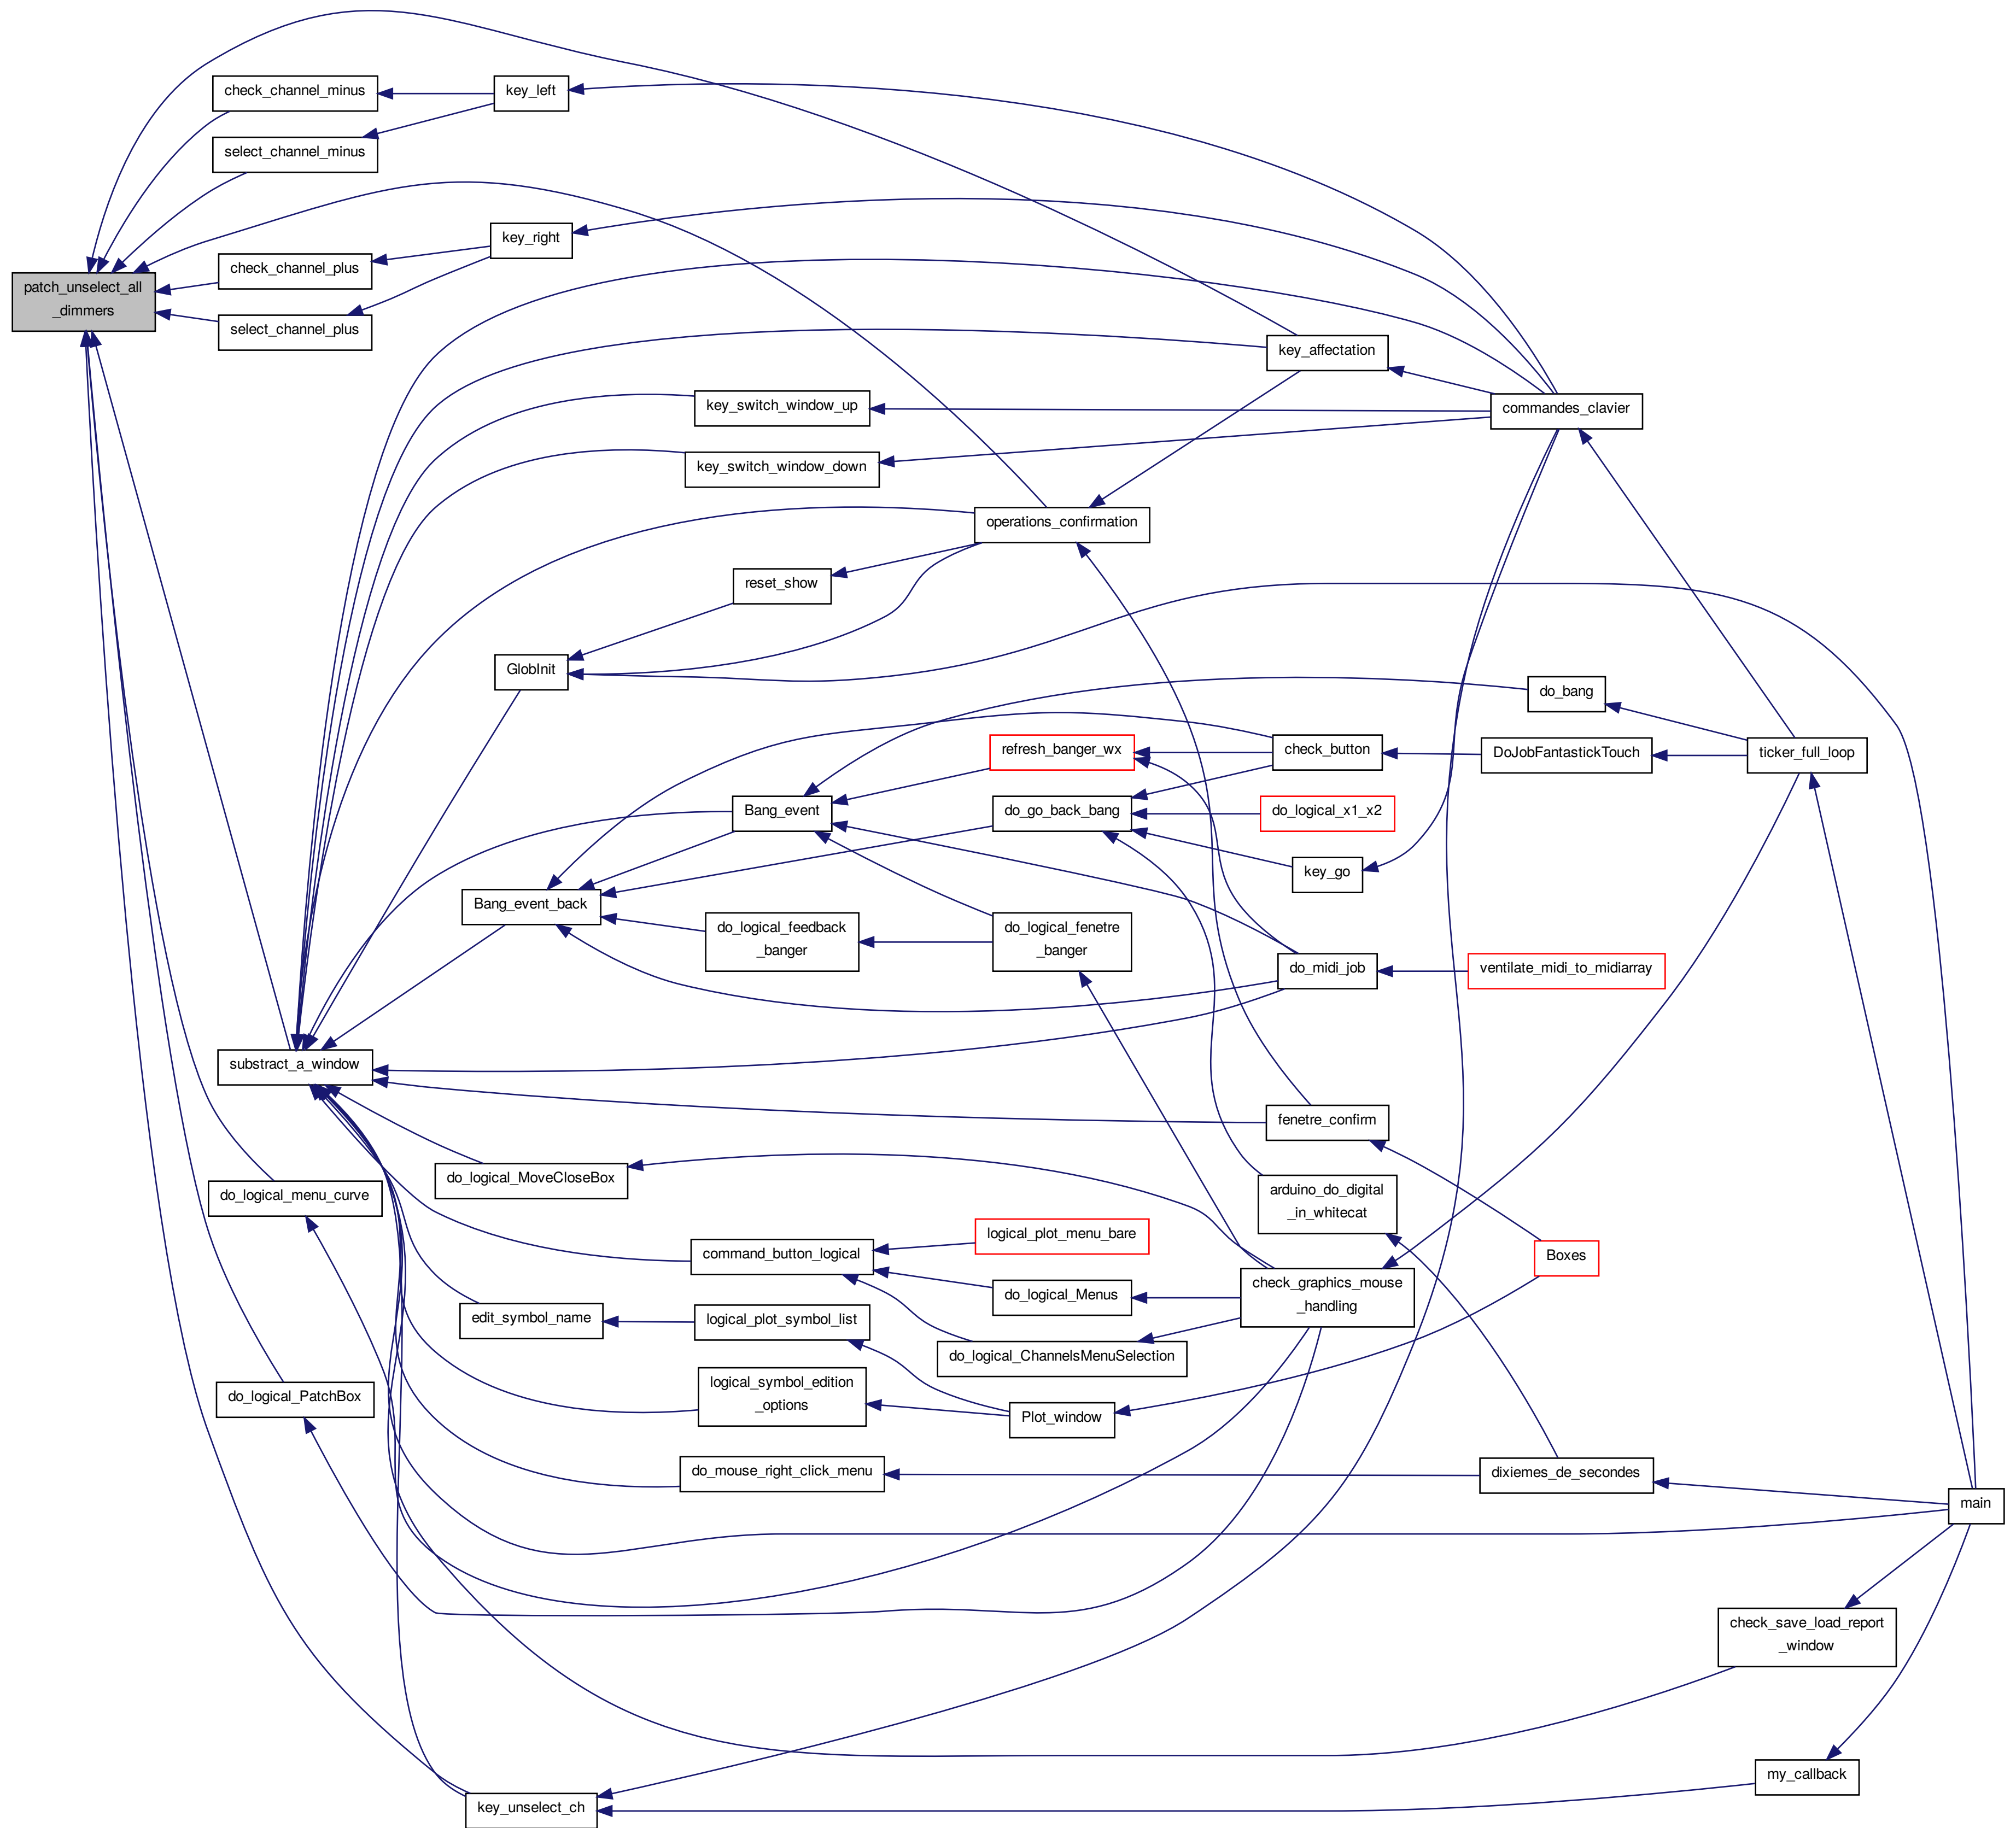 check_channel_minus
key_left
select_channel_minus
key_right
check_channel_plus
patch_unselect_all
_dimmers
select_channel_plus
key_affectation
key_switch_window_up
commandes_clavier
key_switch_window_down
operations_confirmation
reset_show
GlobInit
do_bang
refresh_banger_wx
check_button
DoJobFantastickTouch
ticker_full_loop
Bang_event
do_go_back_bang
do_logical_x1_x2
key_go
Bang_event_back
do_logical_feedback
_banger
do_logical_fenetre
_banger
do_midi_job
ventilate_midi_to_midiarray
substract_a_window
fenetre_confirm
do_logical_MoveCloseBox
do_logical_menu_curve
arduino_do_digital
_in_whitecat
logical_plot_menu_bare
command_button_logical
Boxes
do_logical_Menus
check_graphics_mouse
_handling
edit_symbol_name
logical_plot_symbol_list
do_logical_ChannelsMenuSelection
do_logical_PatchBox
logical_symbol_edition
_options
Plot_window
do_mouse_right_click_menu
dixiemes_de_secondes
main
check_save_load_report
_window
my_callback
key_unselect_ch